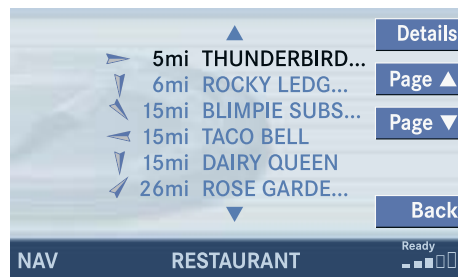 Details
5mi THUNDERBIRD...
6mi ROCKY LEDG...
Page ▲
15mi BLIMPIE SUBS...
Page ▼
15mi TACO BELL
15mi DAIRY QUEEN
26mi ROSE GARDE...
Back
NAV RESTAURANT Ready